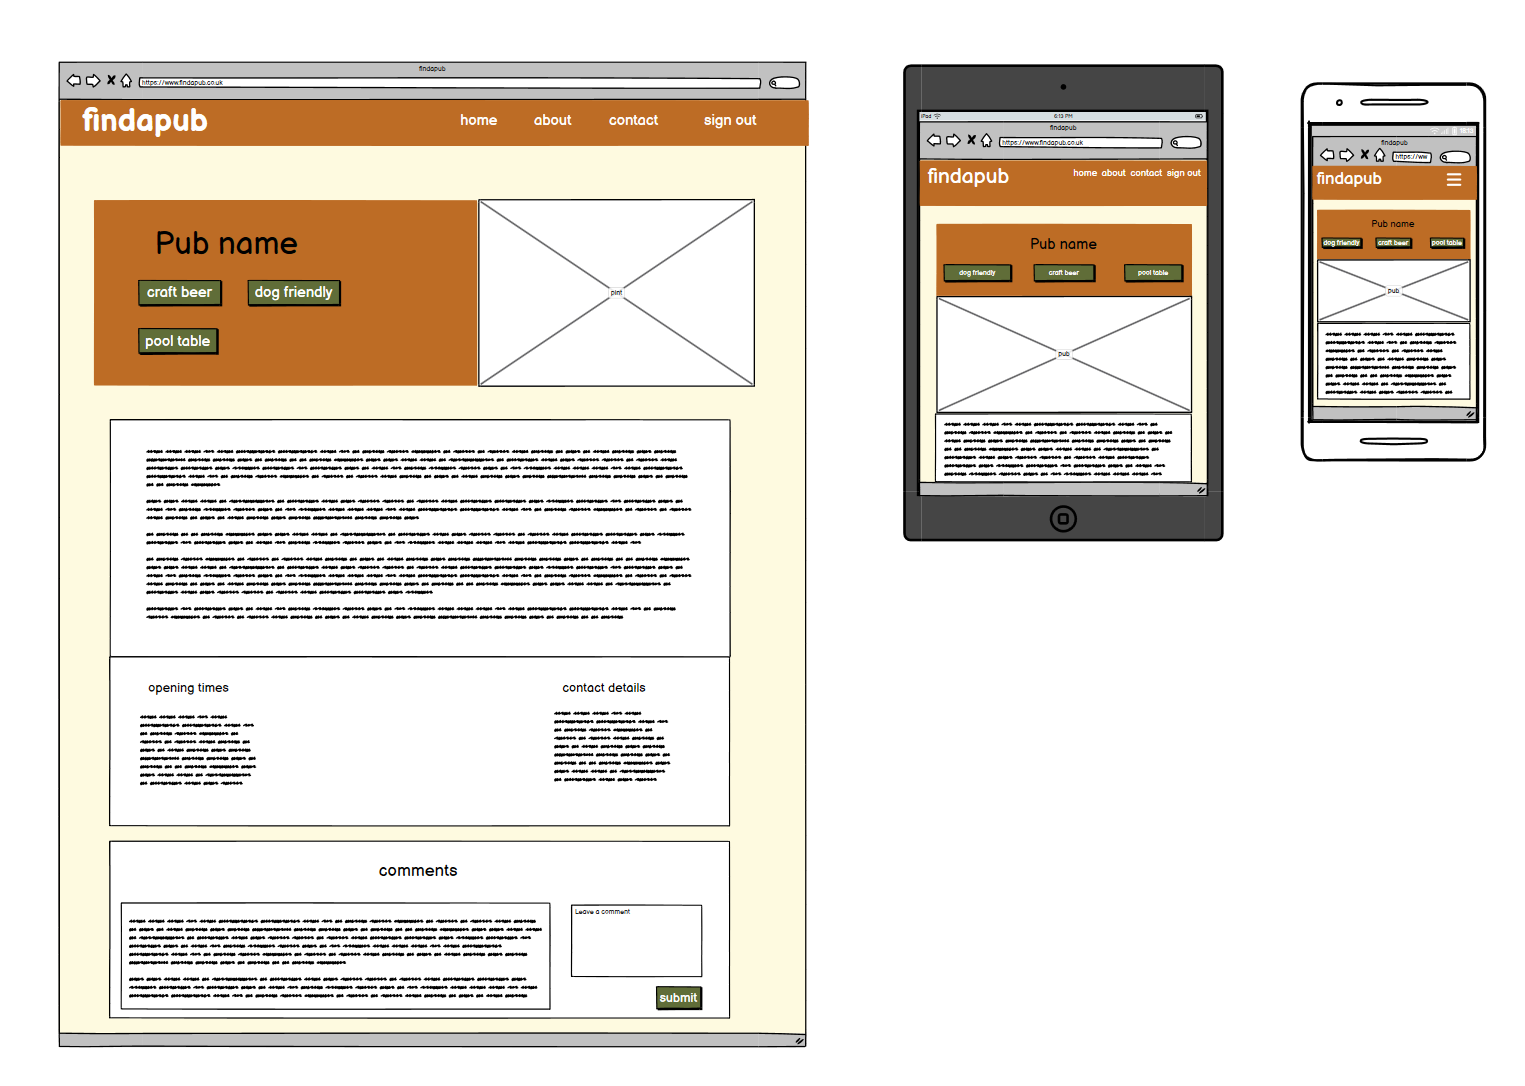 findapub
https://www.findapub.co.uk
findapub home about contact sign out
Pub name
craft beer dog friendly
pool table
pint
opening times contact details
comments
Leave a comment
submit
iPad 6:13 PM
findapub
https://www.findapub.co.uk
findapub home about contact sign out
Pub name
dog friendly craft beer pool table
pub
18:13
findapub
https://ww
findapub
Pub name
dog friendly craft beer pool table
pub